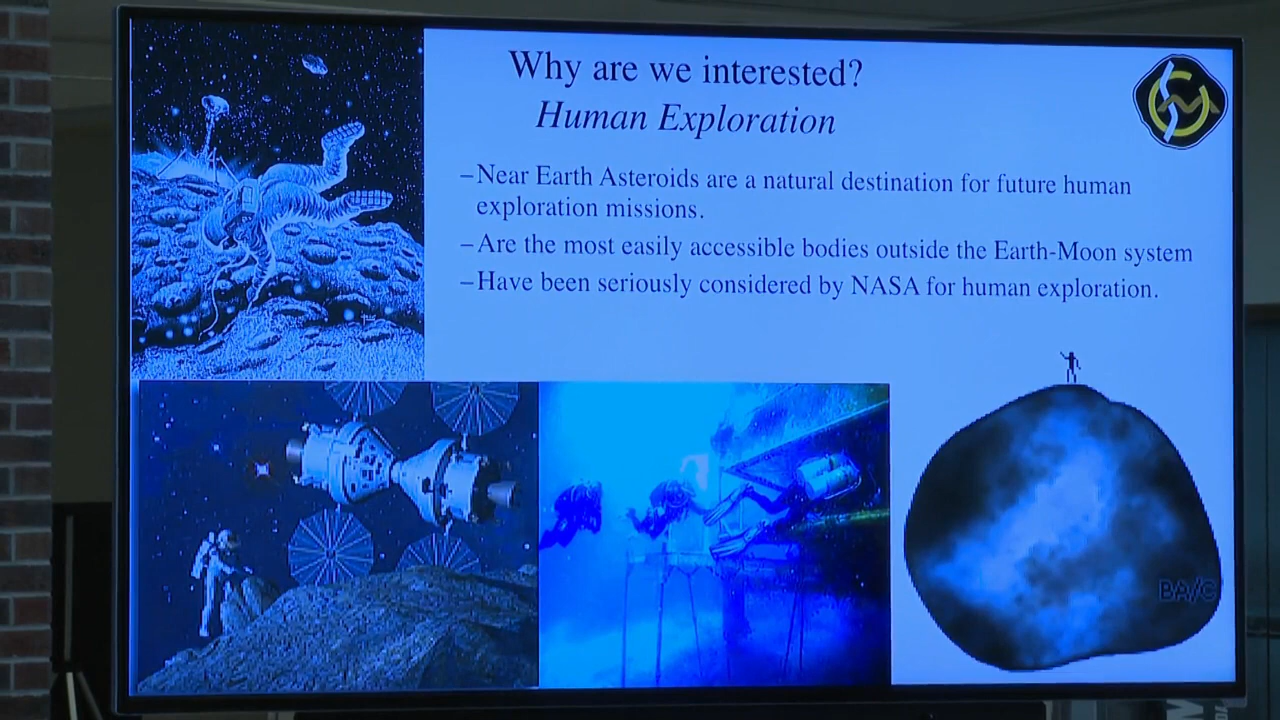 Why are we interested?
Human Exploration
–Near Earth Asteroids are a natural destination for future human
exploration missions.
–Are the most easily accessible bodies outside the Earth-Moon system
–Have been seriously considered by NASA for human exploration.
BA/C